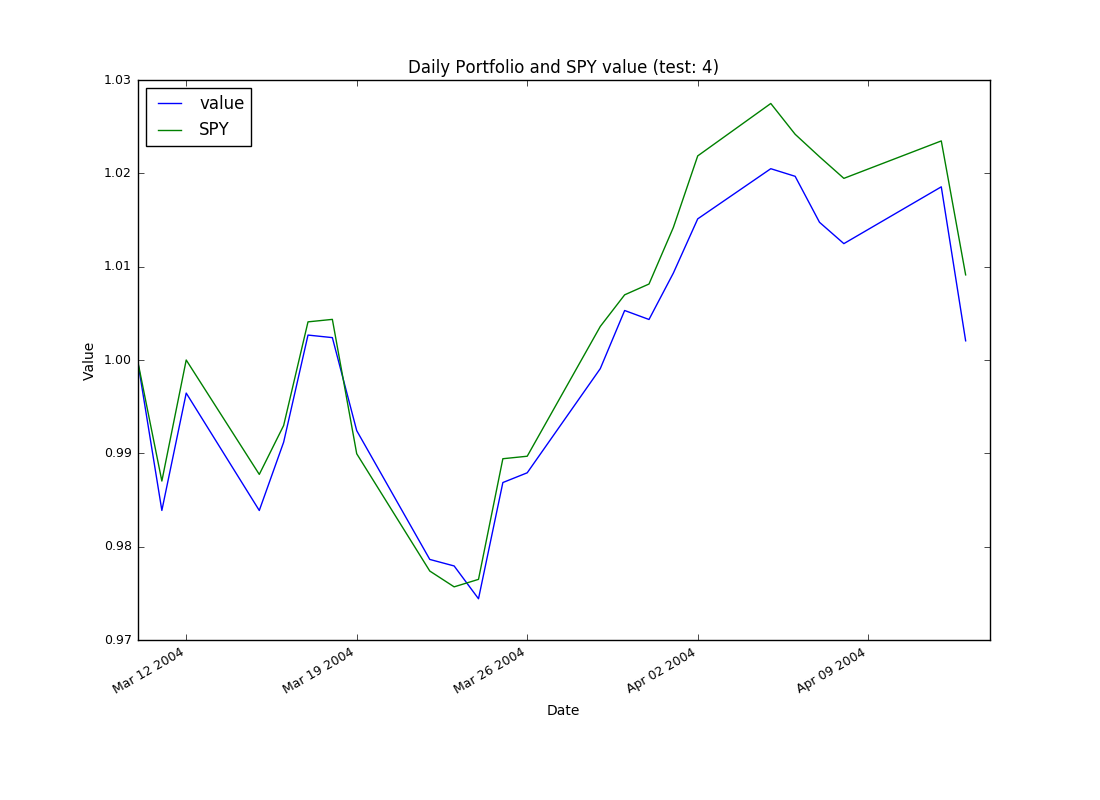 Daily Portfolio and SPY value (test: 4)
value
SPY
1.03
1.02
1.01
1.00
0.99
0.98
0.97
Value
Mar 12 2004
Mar 19 2004
Mar 26 2004
Apr 02 2004
Apr 09 2004
Date